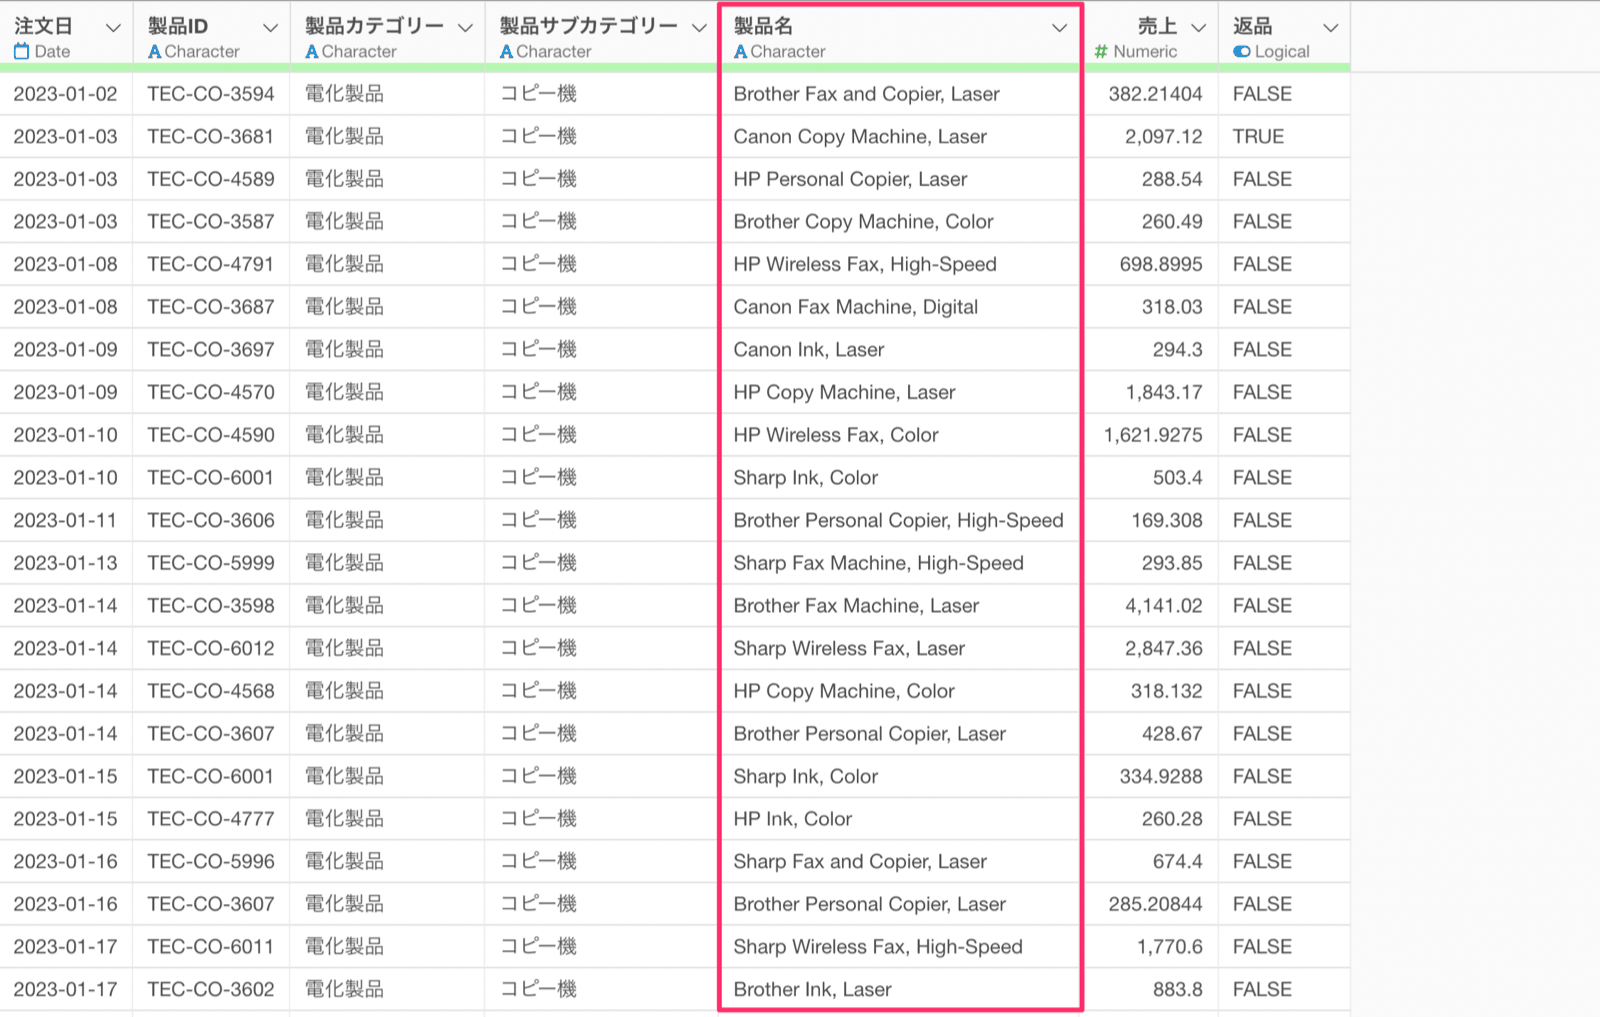 注文日 製品ID 製品カテゴリー 製品サブカテゴリー 製品名 売上 返品
Date Character Character Character Character Numeric Logical
2023-01-02 TEC-CO-3594 電化製品 コピー機 Brother Fax and Copier, Laser 382.21404 FALSE
2023-01-03 TEC-CO-3681 電化製品 コピー機 Canon Copy Machine, Laser 2,097.12 TRUE
2023-01-03 TEC-CO-4589 電化製品 コピー機 HP Personal Copier, Laser 288.54 FALSE
2023-01-03 TEC-CO-3587 電化製品 コピー機 Brother Copy Machine, Color 260.49 FALSE
2023-01-08 TEC-CO-4791 電化製品 コピー機 HP Wireless Fax, High-Speed 698.8995 FALSE
2023-01-08 TEC-CO-3687 電化製品 コピー機 Canon Fax Machine, Digital 318.03 FALSE
2023-01-09 TEC-CO-3697 電化製品 コピー機 Canon Ink, Laser 294.3 FALSE
2023-01-09 TEC-CO-4570 電化製品 コピー機 HP Copy Machine, Laser 1,843.17 FALSE
2023-01-10 TEC-CO-4590 電化製品 コピー機 HP Wireless Fax, Color 1,621.9275 FALSE
2023-01-10 TEC-CO-6001 電化製品 コピー機 Sharp Ink, Color 503.4 FALSE
2023-01-11 TEC-CO-3606 電化製品 コピー機 Brother Personal Copier, High-Speed 169.308 FALSE
2023-01-13 TEC-CO-5999 電化製品 コピー機 Sharp Fax Machine, High-Speed 293.85 FALSE
2023-01-14 TEC-CO-3598 電化製品 コピー機 Brother Fax Machine, Laser 4,141.02 FALSE
2023-01-14 TEC-CO-6012 電化製品 コピー機 Sharp Wireless Fax, Laser 2,847.36 FALSE
2023-01-14 TEC-CO-4568 電化製品 コピー機 HP Copy Machine, Color 318.132 FALSE
2023-01-14 TEC-CO-3607 電化製品 コピー機 Brother Personal Copier, Laser 428.67 FALSE
2023-01-15 TEC-CO-6001 電化製品 コピー機 Sharp Ink, Color 334.9288 FALSE
2023-01-15 TEC-CO-4777 電化製品 コピー機 HP Ink, Color 260.28 FALSE
2023-01-16 TEC-CO-5996 電化製品 コピー機 Sharp Fax and Copier, Laser 674.4 FALSE
2023-01-16 TEC-CO-3607 電化製品 コピー機 Brother Personal Copier, Laser 285.20844 FALSE
2023-01-17 TEC-CO-6011 電化製品 コピー機 Sharp Wireless Fax, High-Speed 1,770.6 FALSE
2023-01-17 TEC-CO-3602 電化製品 コピー機 Brother Ink, Laser 883.8 FALSE